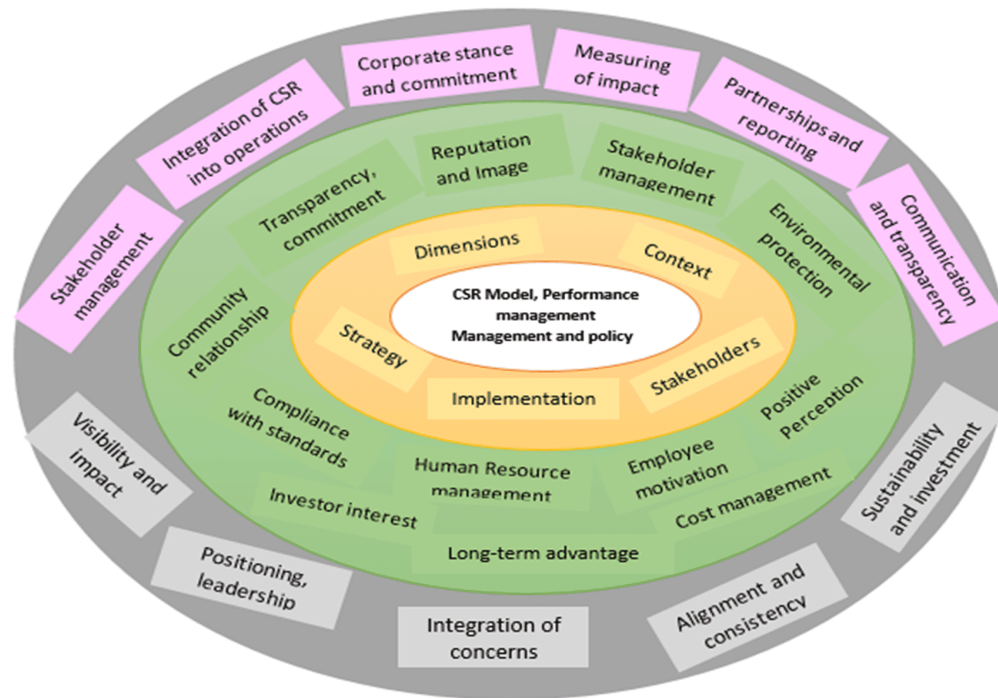 Corporate stance
and commitment
Measuring
of impact
Partnerships and
reporting
Integration of CSR
into operations
Communication
and transparency
Stakeholder
management
Reputation
and Image
Stakeholder
management
Transparency,
commitment
Environmental
protection
Community
relationship
Dimensions
Context
CSR Model, Performance
management
Management and policy
Strategy
Stakeholders
Implementation
Compliance
with standards
Positive
Perception
Human Resource
management
Employee
motivation
Investor interest
Cost management
Long-term advantage
Visibility and
impact
Sustainability
and investment
Positioning,
leadership
Integration of
concerns
Alignment and
consistency